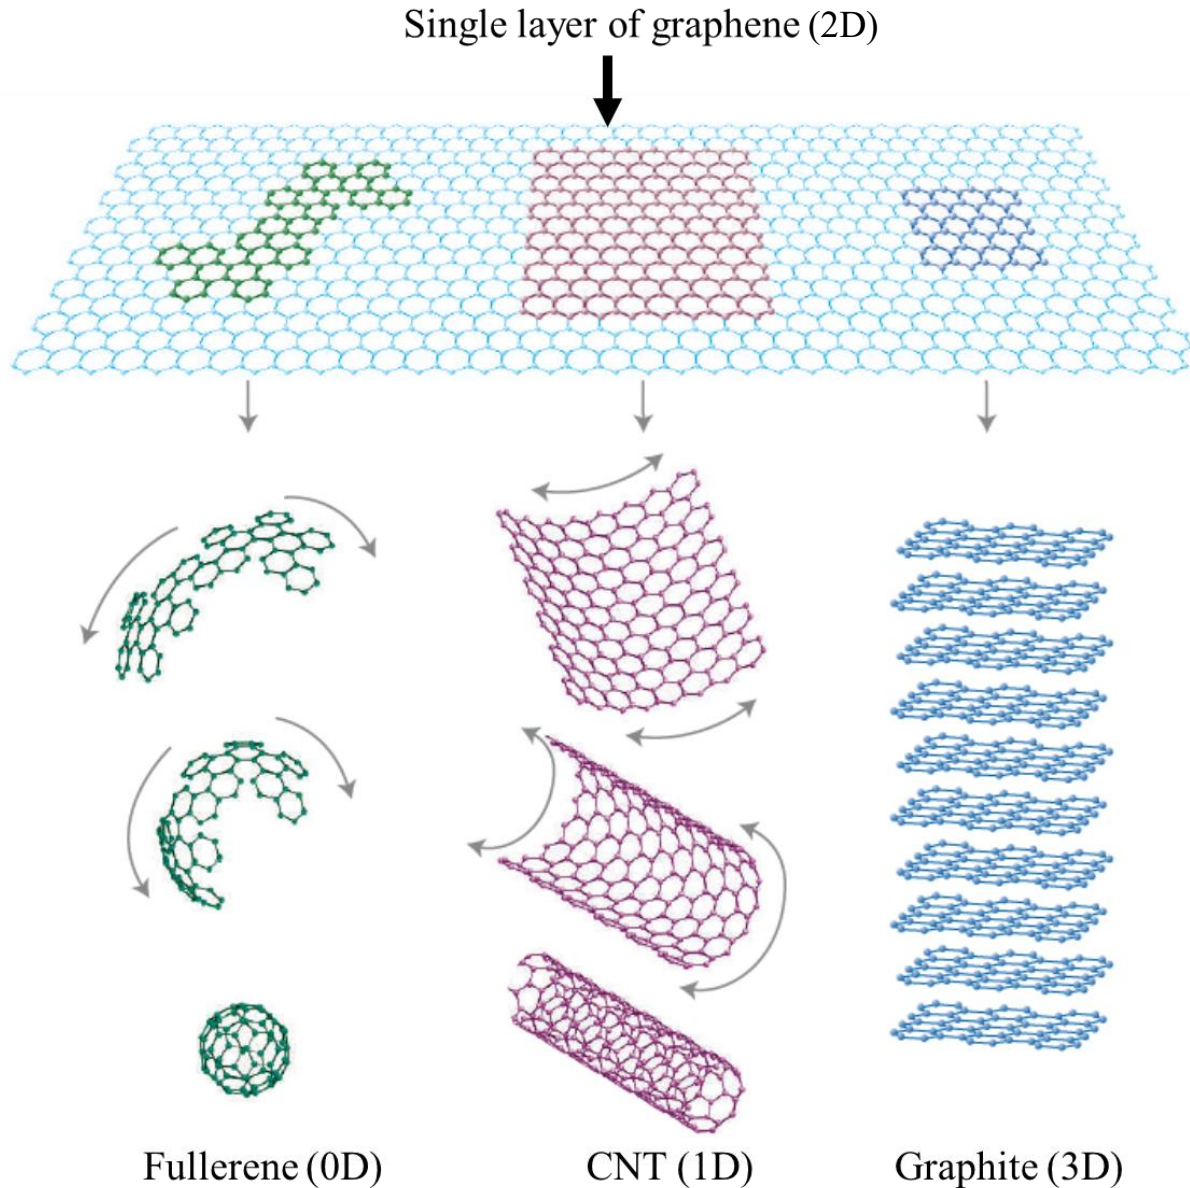 Single layer of graphene (2D)
Fullerene (0D)
CNT (1D)
Graphite (3D)